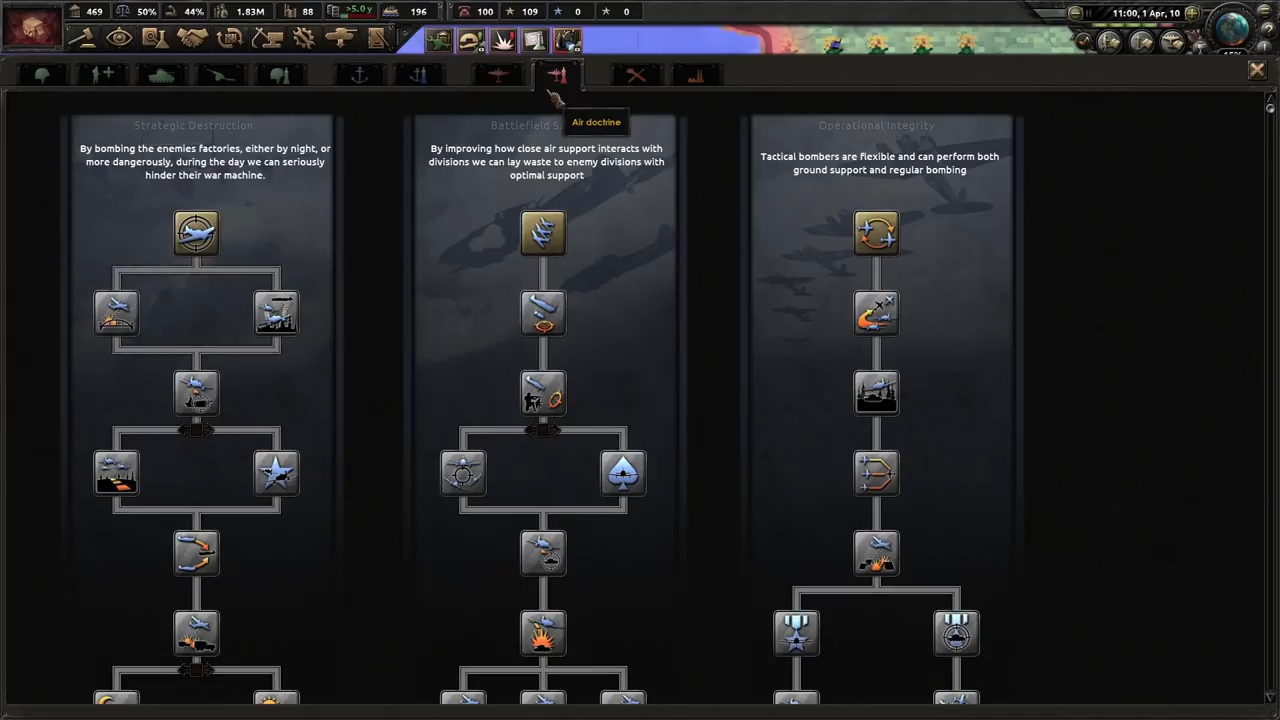 469
50%
44%
1.83M
88
>5.0 y
196
100
109
0
0
11:00, 1 Apr, 10
Air doctrine
Strategic Destruction
Battlefield S
Operational Integrity
By bombing the enemies factories, either by night, or
more dangerously, during the day we can seriously
hinder their war machine.
By improving how close air support interacts with
divisions we can lay waste to enemy divisions with
optimal support
Tactical bombers are flexible and can perform both
ground support and regular bombing